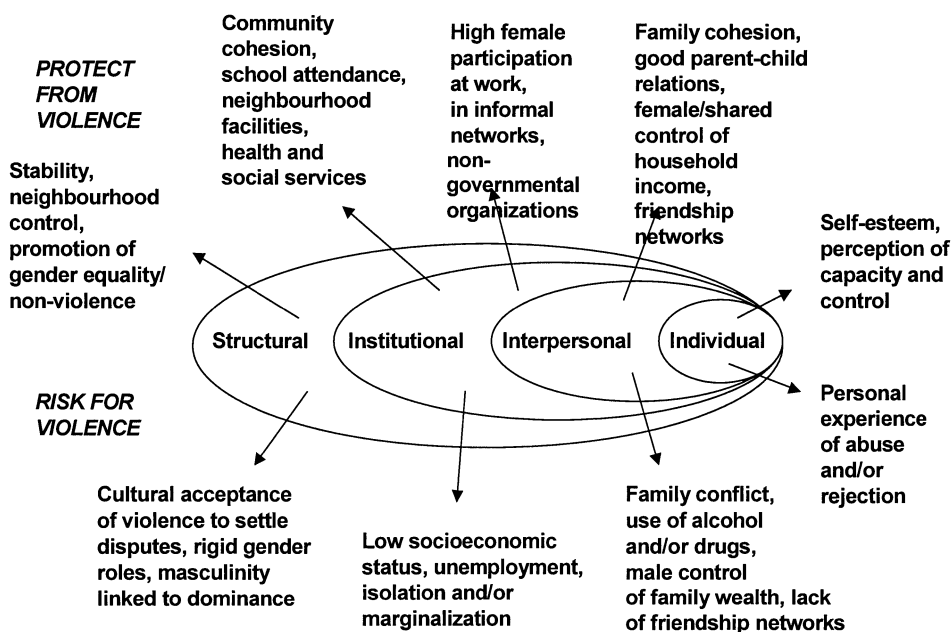 PROTECT
FROM
VIOLENCE
Community
cohesion,
school attendance,
neighbourhood
facilities,
health and
social services
High female
participation
at work,
in informal
networks,
non-
governmental
organizations
Family cohesion,
good parent-child
relations,
female/shared
control of
household
income,
friendship
networks
Stability,
neighbourhood
control,
promotion of
gender equality/
non-violence
Self-esteem,
perception of
capacity and
control
Structural
Institutional
Interpersonal
Individual
RISK FOR
VIOLENCE
Personal
experience
of abuse
and/or
rejection
Cultural acceptance
of violence to settle
disputes, rigid gender
roles, masculinity
linked to dominance
Low socioeconomic
status, unemployment,
isolation and/or
marginalization
Family conflict,
use of alcohol
and/or drugs,
male control
of family wealth, lack
of friendship networks